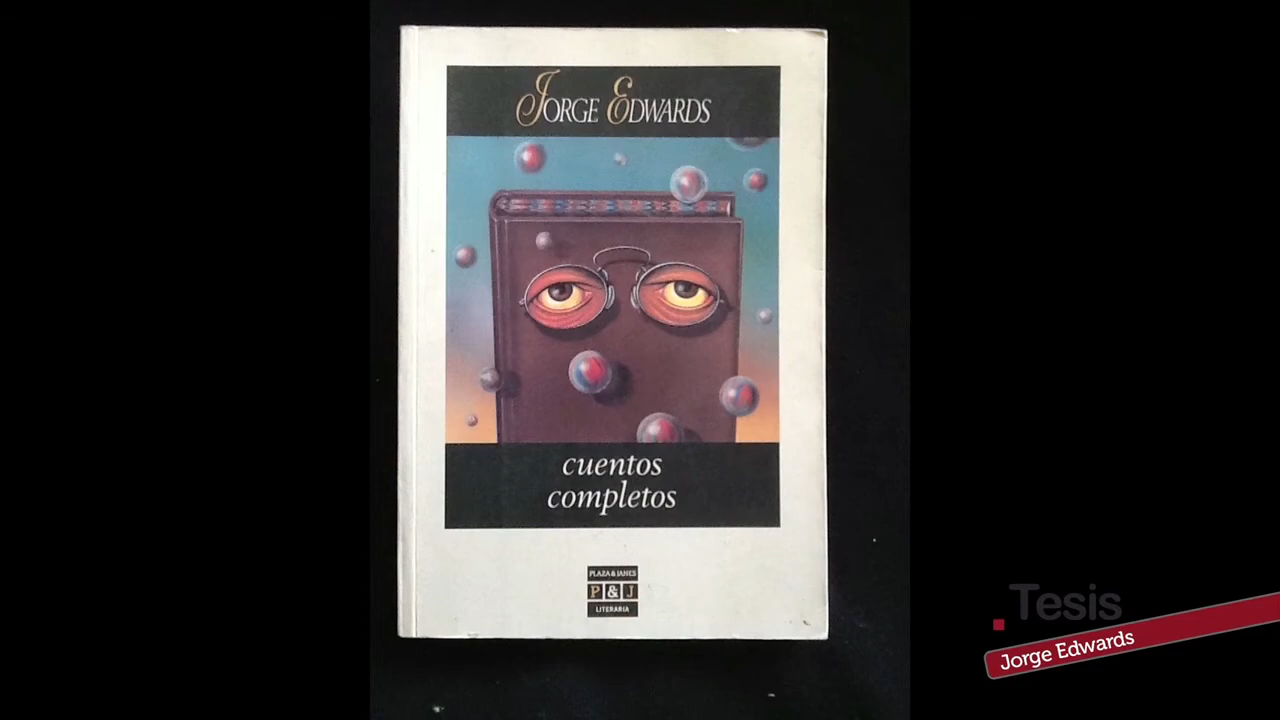 JORGE EDWARDS
cuentos
completos
PLAZA & JANES
P & J
LITERARIA
Tesis
Jorge Edwards